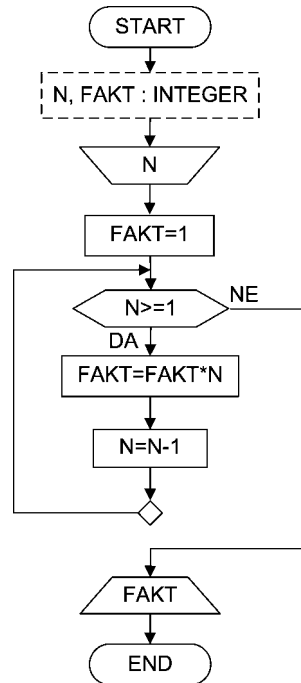 START
N, FAKT : INTEGER
N
FAKT=1
N>=1
NE
DA
FAKT=FAKT*N
N=N-1
FAKT
END